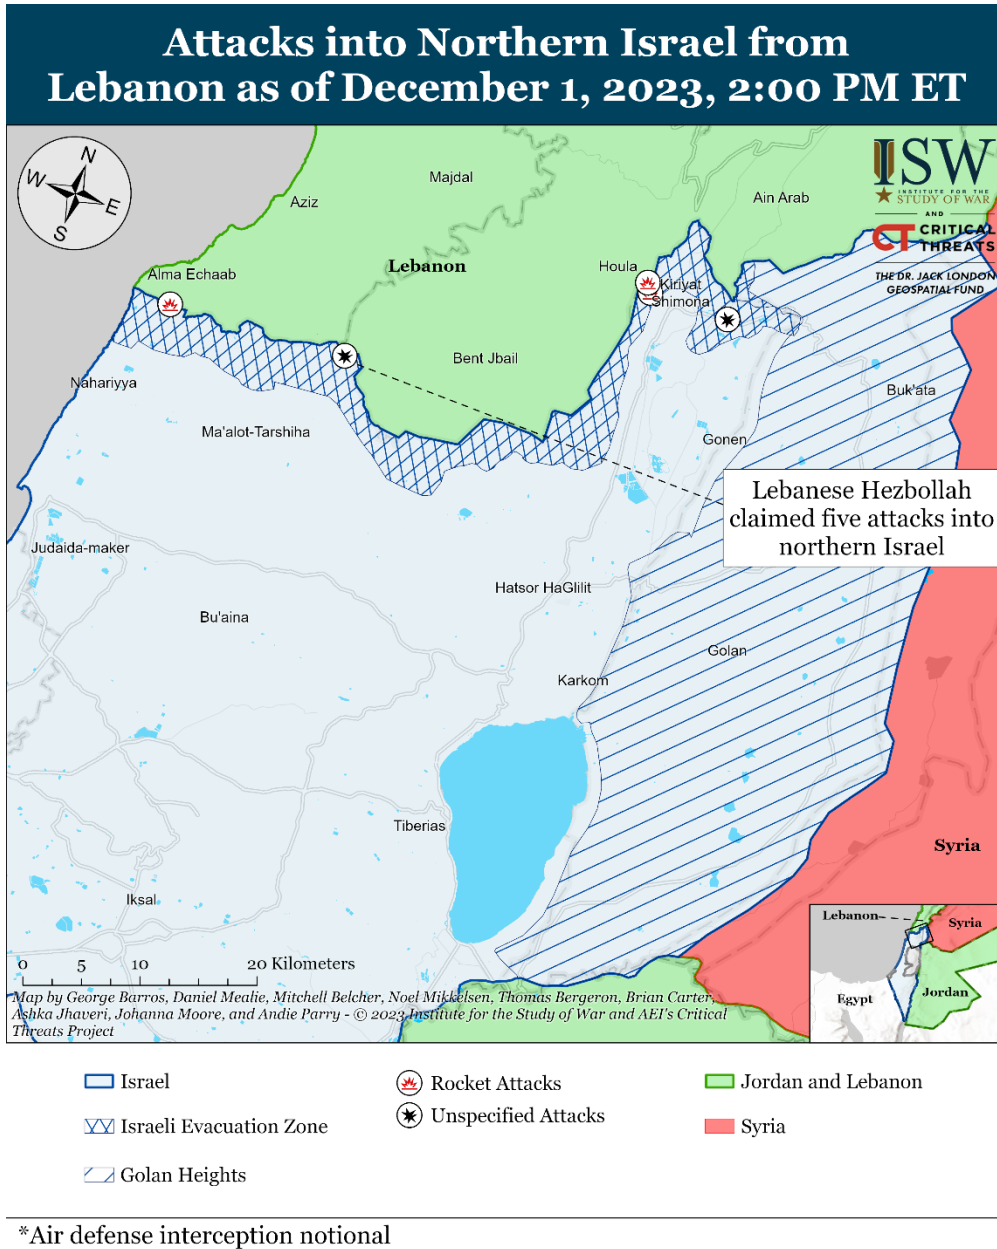 Attacks into Northern Israel from
Lebanon as of December 1, 2023, 2:00 PM ET
N
W
E
S
ISW
INSTITUTE FOR THE
STUDY OF WAR
AND
CT CRITICAL
THREATS
THE DR. JACK LONDON
GEOSPATIAL FUND
Majdal
Aziz
Ain Arab
Lebanon
Houla
Alma Echaab
Kiriyat
Shimona
Bent Jbail
Nahariyya
Buk'ata
Ma'alot-Tarshiha
Gonen
Lebanese Hezbollah
claimed five attacks into
northern Israel
Judaida-maker
Hatsor HaGlilit
Bu'aina
Golan
Karkom
Tiberias
Syria
Iksal
Lebanon
Syria
Egypt
Jordan
0 5 10 20 Kilometers
Map by George Barros, Daniel Mealie, Mitchell Belcher, Noel Mikkelsen, Thomas Bergeron, Brian Carter,
Ashka Jhaveri, Johanna Moore, and Andie Parry - © 2023 Institute for the Study of War and AEI's Critical
Threats Project
Israel
Rocket Attacks
Jordan and Lebanon
Israeli Evacuation Zone
Unspecified Attacks
Syria
Golan Heights
*Air defense interception notional